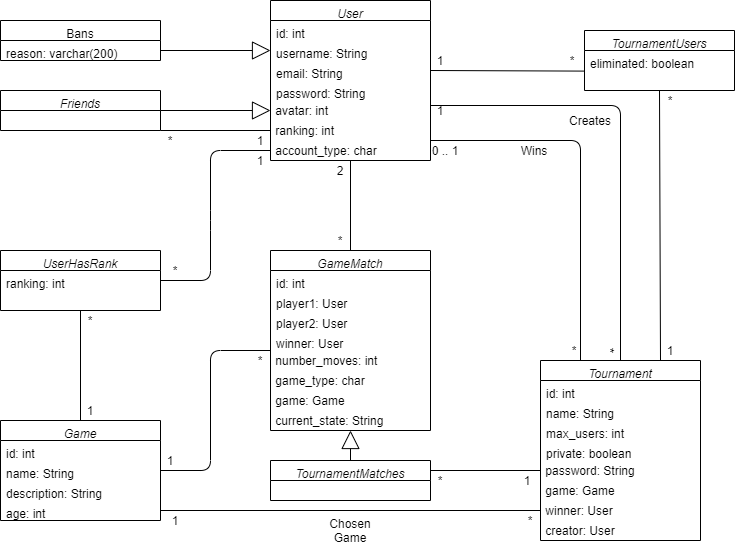 User
id: int
username: String
email: String
password: String
avatar: int
ranking: int
account_type: char
Bans
reason: varchar(200)
Friends
*
1
1
2
*
1
*
1
Creates
0 .. 1
Wins
TournamentUsers
eliminated: boolean
*
UserHasRank
ranking: int
*
*
1
GameMatch
id: int
player1: User
player2: User
winner: User
number_moves: int
game_type: char
game: Game
current_state: String
*
1
*
*
1
Tournament
id: int
name: String
max_users: int
private: boolean
password: String
game: Game
winner: User
creator: User
Game
id: int
name: String
description: String
age: int
TournamentMatches
*
1
1
*
Chosen
Game